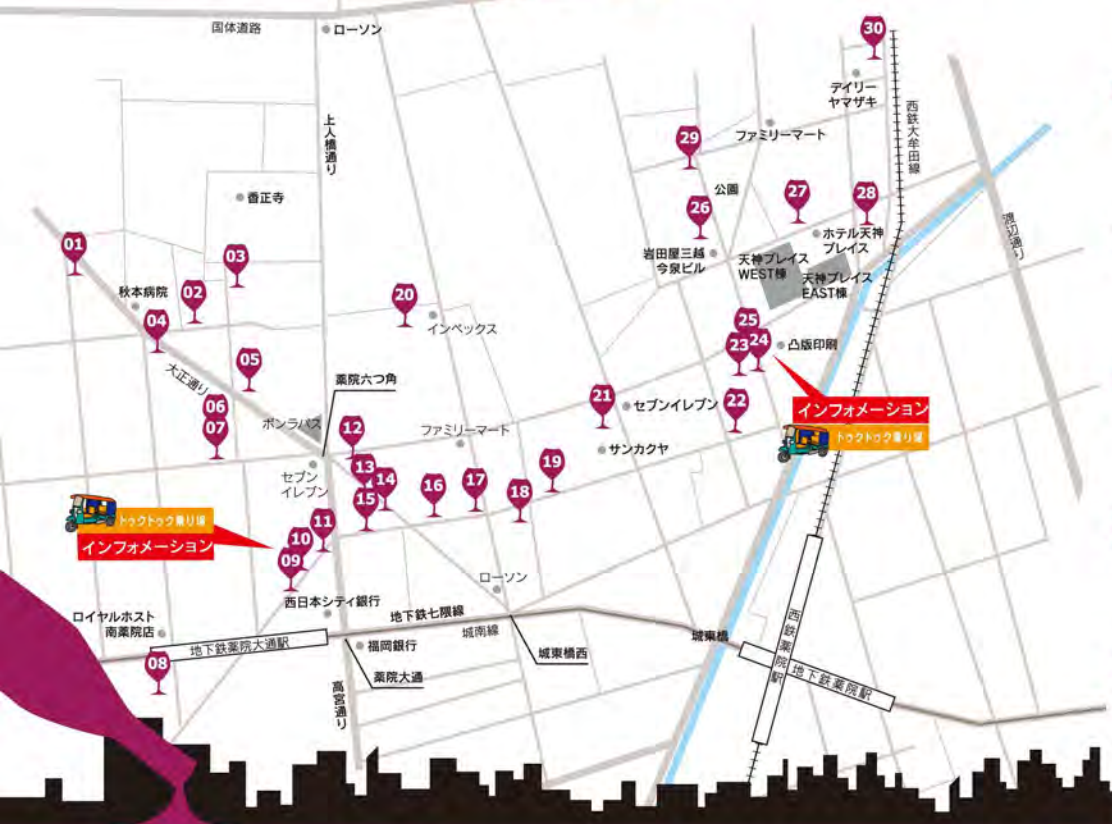 国体道路
ローソン
30
デイリー
ヤマザキ
西鉄大牟田線
上人橋通り
ファミリーマート
29
香正寺
公園
27
28
26
渡辺通り
ホテル天神
プレイス
01
03
岩田屋三越
今泉ビル
天神プレイス
WEST棟
天神プレイス
EAST棟
秋本病院
02
20
04
インベックス
25
23
24
凸版印刷
05
大正通り
薬院六つ角
06
07
ボンラパス
12
ファミリーマート
21
セブンイレブン
22
インフォメーション
トゥクトゥク乗り場
サンカクヤ
セブン
イレブン
13
14
15
16
17
18
19
トゥクトゥク乗り場
インフォメーション
11
10
09
ローソン
西日本シティ銀行
地下鉄七隈線
城南線
ロイヤルホスト
南薬院店
地下鉄薬院大通駅
福岡銀行
城東橋西
城東橋
西鉄薬院駅
地下鉄薬院駅
08
薬院大通
高宮通り